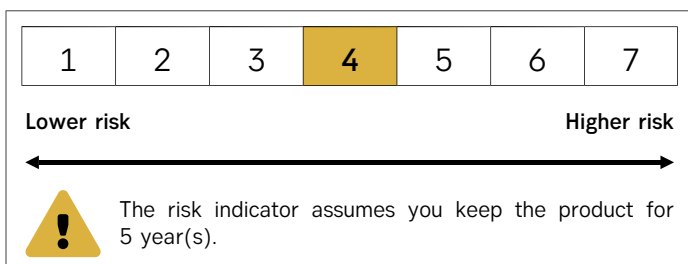 1 2 3 4 5 6 7
Lower risk Higher risk
The risk indicator assumes you keep the product for
5 year(s).